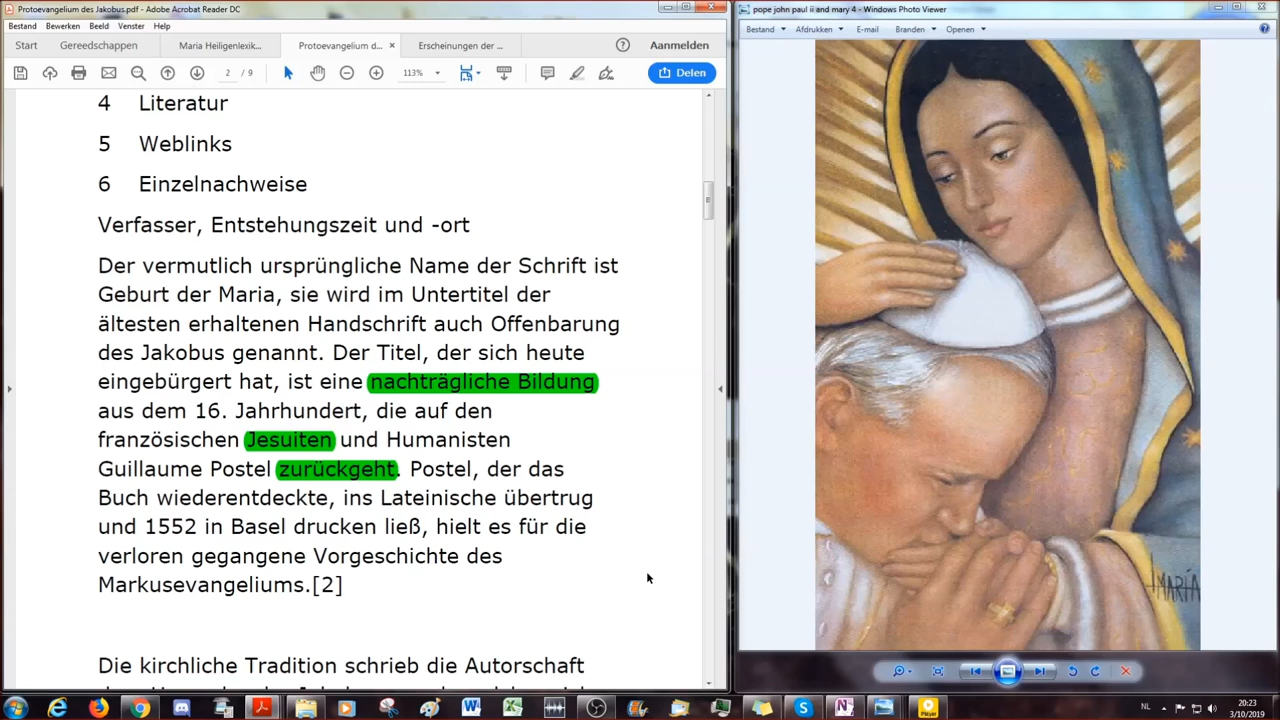 Protoevangelium des Jakobus.pdf - Adobe Acrobat Reader DC
Bestand Bewerken Beeld Venster Help
Start Gereedschappen Maria Heiligenlexik... Protoevangelium d... × Erscheinungen der ... Aanmelden
2 / 9 113% Delen
4 Literatur
5 Weblinks
6 Einzelnachweise
Verfasser, Entstehungszeit und -ort
Der vermutlich ursprüngliche Name der Schrift ist
Geburt der Maria, sie wird im Untertitel der
ältesten erhaltenen Handschrift auch Offenbarung
des Jakobus genannt. Der Titel, der sich heute
eingebürgert hat, ist eine nachträgliche Bildung
aus dem 16. Jahrhundert, die auf den
französischen Jesuiten und Humanisten
Guillaume Postel zurückgeht. Postel, der das
Buch wiederentdeckte, ins Lateinische übertrug
und 1552 in Basel drucken ließ, hielt es für die
verloren gegangene Vorgeschichte des
Markusevangeliums.[2]
Die kirchliche Tradition schrieb die Autorschaft
pope john paul ii and mary 4 - Windows Photo Viewer
Bestand Afdrukken E-mail Branden Openen
MARIA
Player
NL
20:23
3/10/2019